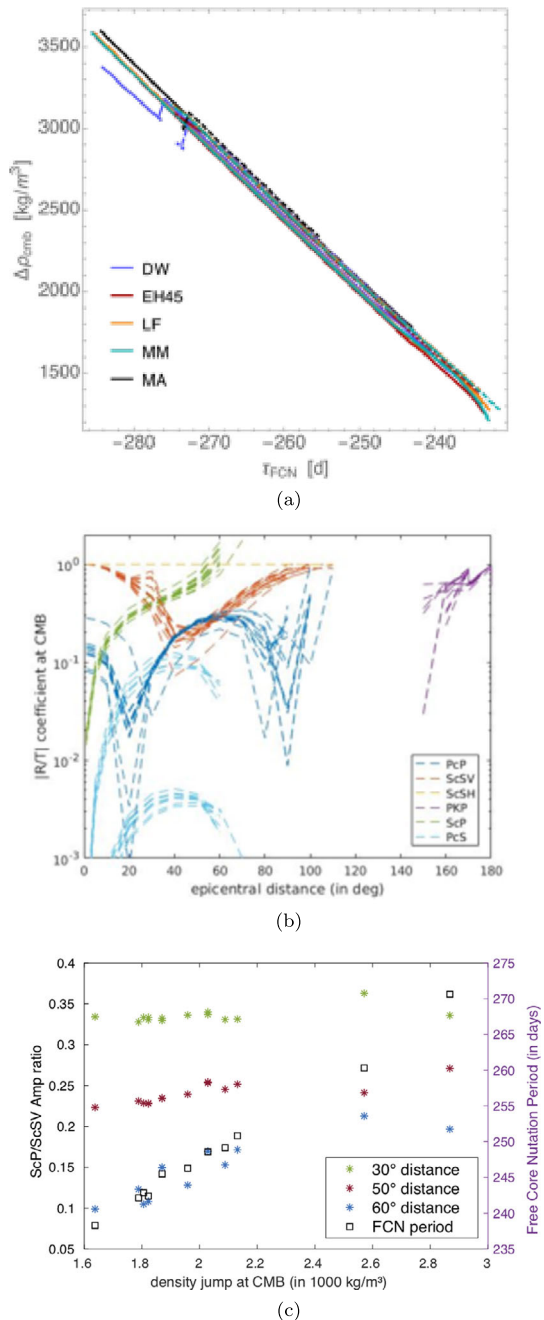 3500
3000
2500
2000
1500
Δρcmb [kg/m³]
DW
EH45
LF
MM
MA
-280 -270 -260 -250 -240
τFCN [d]
(a)
10⁰
10⁻¹
10⁻²
10⁻³
|R/T| coefficient at CMB
PcP
ScSV
ScSH
PKP
ScP
PcS
0 20 40 60 80 100 120 140 160 180
epicentral distance (in deg)
(b)
0.4
0.35
0.3
0.25
0.2
0.15
0.1
0.05
ScP/ScSV Amp ratio
275
270
265
260
255
250
245
240
235
Free Core Nutation Period (in days)
30° distance
50° distance
60° distance
FCN period
1.6 1.8 2 2.2 2.4 2.6 2.8 3
density jump at CMB (in 1000 kg/m³)
(c)